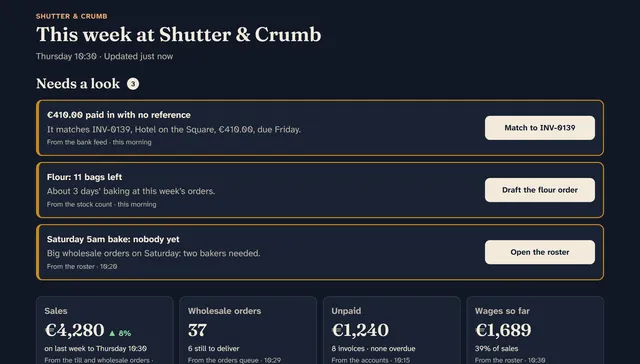 SHUTTER & CRUMB
This week at Shutter & Crumb
Thursday 10:30 · Updated just now
Needs a look 3
€410.00 paid in with no reference
It matches INV-0139, Hotel on the Square, €410.00, due Friday.
From the bank feed · this morning
Match to INV-0139
Flour: 11 bags left
About 3 days' baking at this week's orders.
From the stock count · this morning
Draft the flour order
Saturday 5am bake: nobody yet
Big wholesale orders on Saturday: two bakers needed.
From the roster · 10:20
Open the roster
Sales
€4,280 ▲ 8%
on last week to Thursday 10:30
From the till and wholesale orders ·
Wholesale orders
37
6 still to deliver
From the orders queue · 10:29
Unpaid
€1,240
8 invoices · none overdue
From the accounts · 10:15
Wages so far
€1,689
39% of sales
From the roster · 10:30